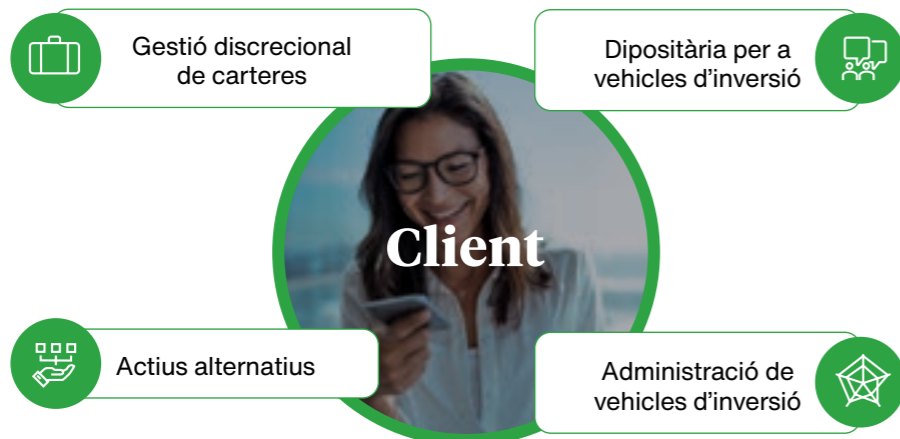 Gestió discrecional
de carteres
Dipositària per a
vehicles d'inversió
Client
Actius alternatius
Administració de
vehicles d'inversió